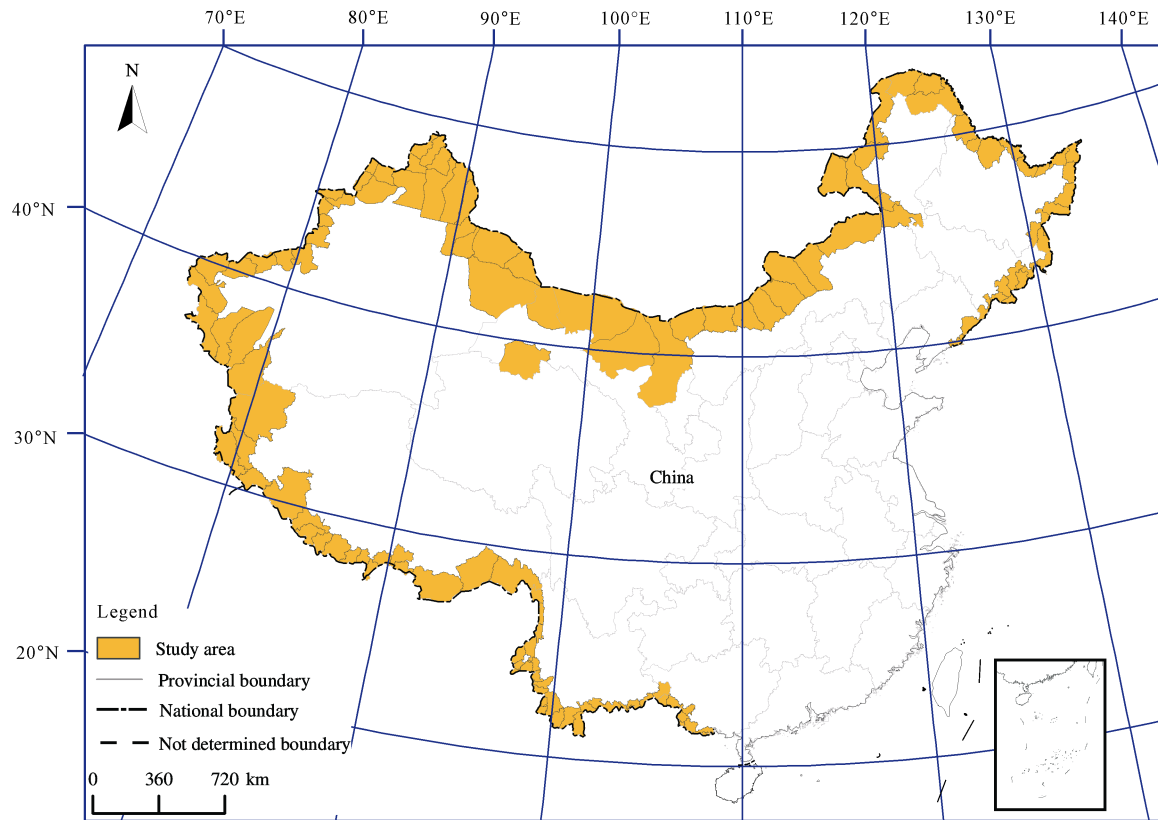 70°E 80°E 90°E 100°E 110°E 120°E 130°E 140°E
N
40°N
30°N
China
Legend
Study area
20°N
Provincial boundary
National boundary
Not determined boundary
0 360 720 km